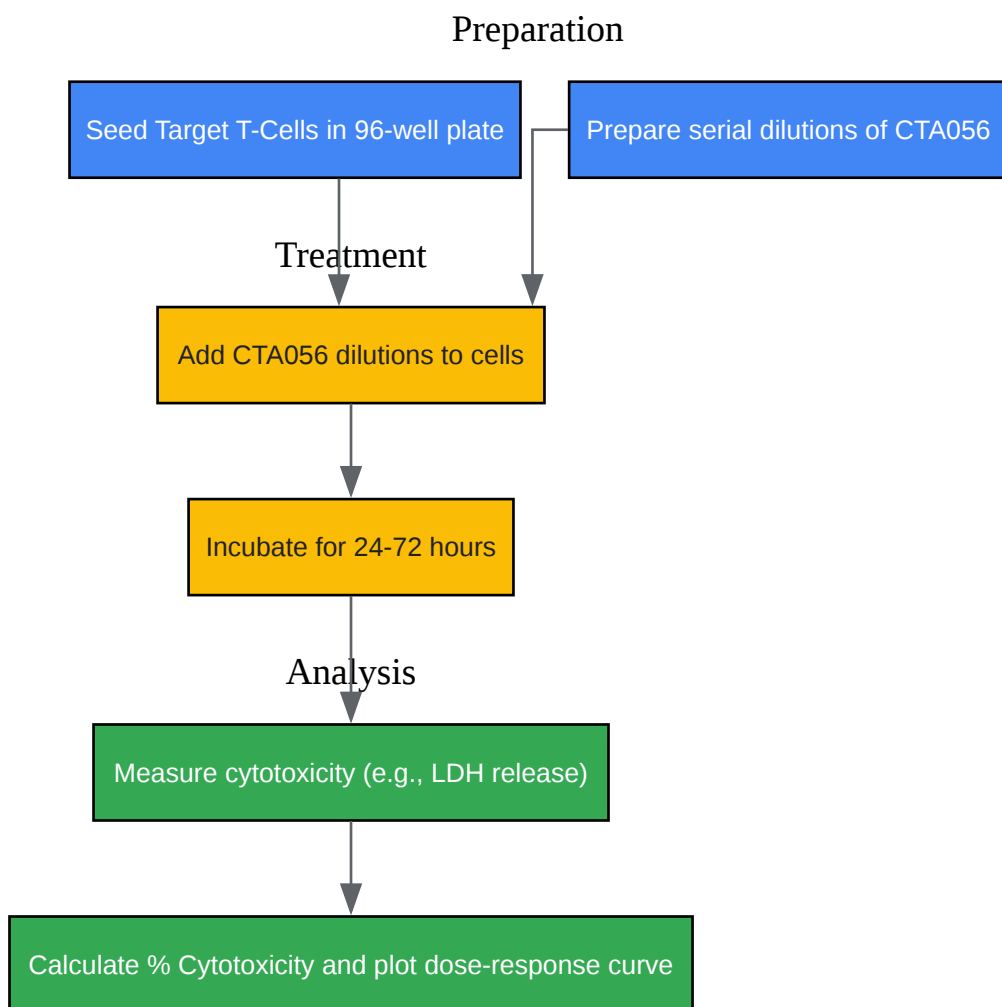 Preparation
Seed Target T-Cells in 96-well plate
Prepare serial dilutions of CTA056
Treatment
Add CTA056 dilutions to cells
Incubate for 24-72 hours
Analysis
Measure cytotoxicity (e.g., LDH release)
Calculate % Cytotoxicity and plot dose-response curve